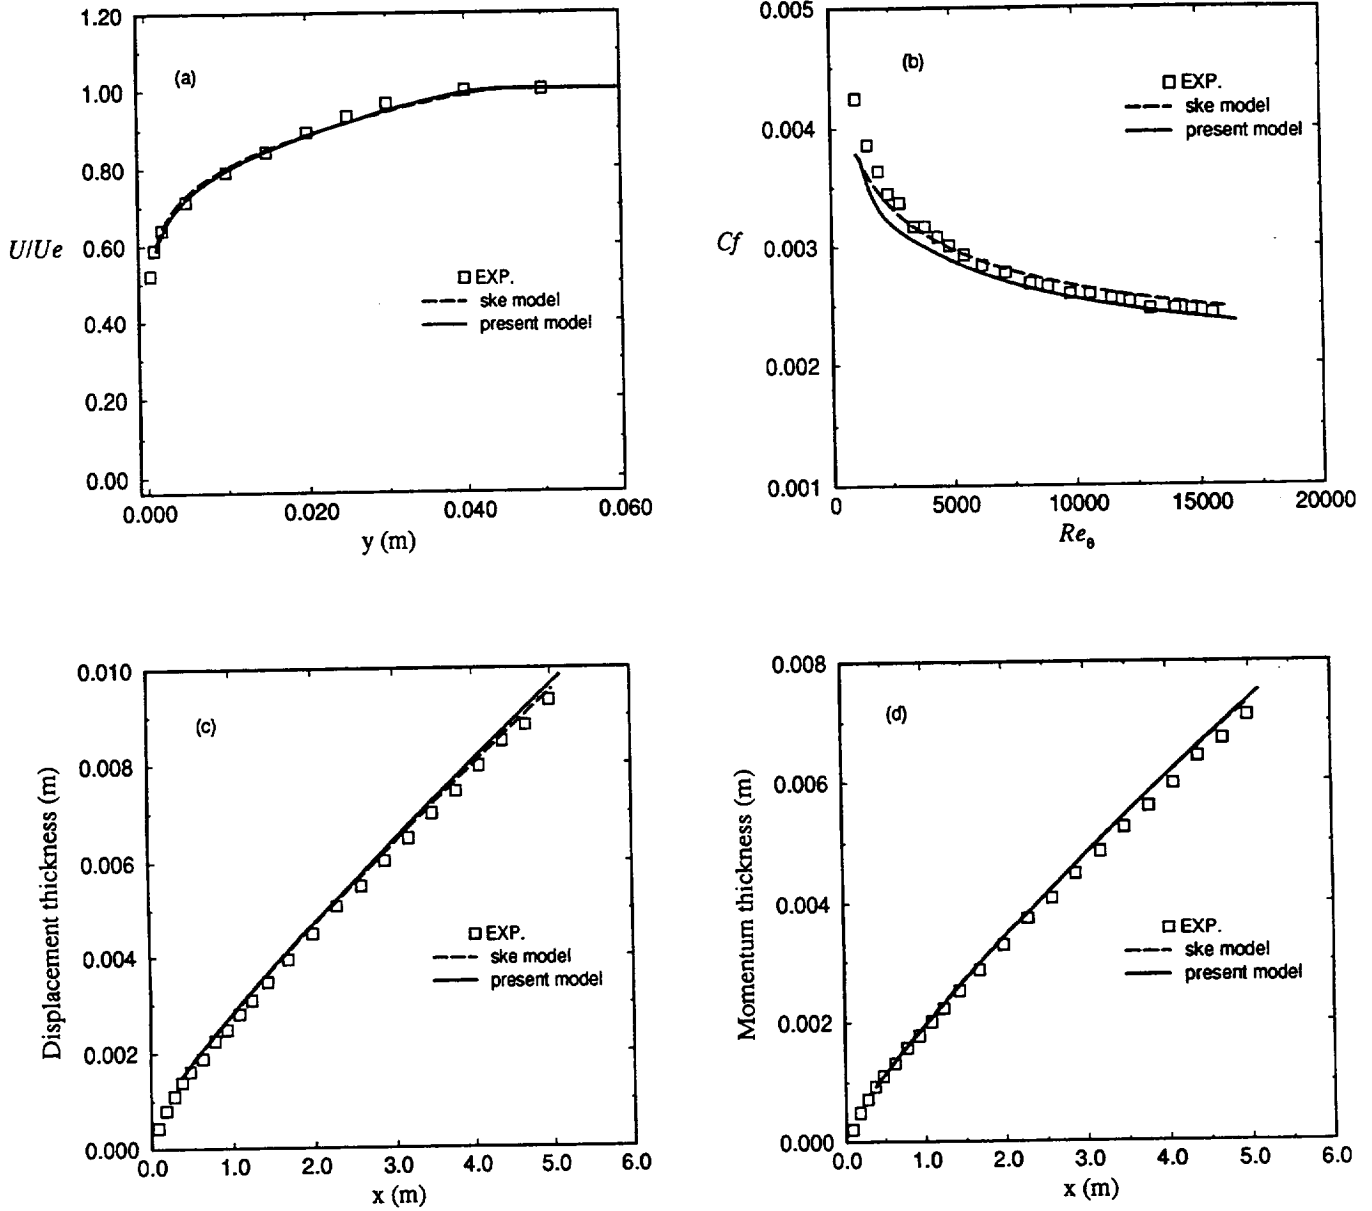 (a)
1.20
1.00
0.80
0.60
0.40
0.20
0.00
U/Ue
EXP.
ske model
present model
0.000 0.020 0.040 0.060
y (m)
(b)
0.005
0.004
0.003
0.002
0.001
Cf
EXP.
ske model
present model
0 5000 10000 15000 20000
Reθ
(c)
0.010
0.008
0.006
0.004
0.002
0.000
Displacement thickness (m)
EXP.
ske model
present model
0.0 1.0 2.0 3.0 4.0 5.0 6.0
x (m)
(d)
0.008
0.006
0.004
0.002
0.000
Momentum thickness (m)
EXP.
ske model
present model
0.0 1.0 2.0 3.0 4.0 5.0 6.0
x (m)